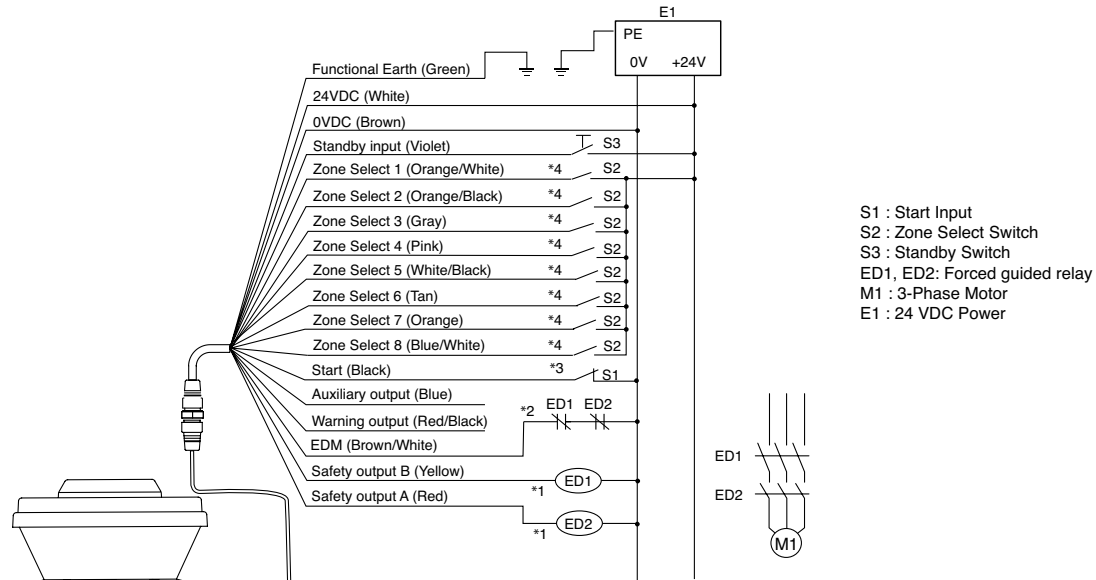 E1
PE
0V +24V
Functional Earth (Green)
24VDC (White)
0VDC (Brown)
Standby input (Violet) S3
Zone Select 1 (Orange/White) *4 S2
Zone Select 2 (Orange/Black) *4 S2
Zone Select 3 (Gray) *4 S2
Zone Select 4 (Pink) *4 S2
Zone Select 5 (White/Black) *4 S2
Zone Select 6 (Tan) *4 S2
Zone Select 7 (Orange) *4 S2
Zone Select 8 (Blue/White) *4 S2
Start (Black) *3 S1
Auxiliary output (Blue)
Warning output (Red/Black) *2 ED1 ED2
EDM (Brown/White)
Safety output B (Yellow) *1 ED1
Safety output A (Red) *1 ED2
S1 : Start Input
S2 : Zone Select Switch
S3 : Standby Switch
ED1, ED2: Forced guided relay
M1 : 3-Phase Motor
E1 : 24 VDC Power
ED1
ED2
M1